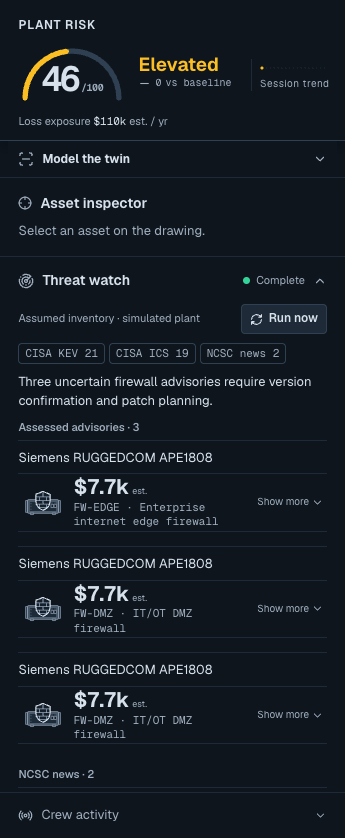 PLANT RISK
46 /100
Elevated
— 0 vs baseline
Session trend
Loss exposure $110k est. / yr
Model the twin
Asset inspector
Select an asset on the drawing.
Threat watch
Complete
Assumed inventory · simulated plant
Run now
CISA KEV 21
CISA ICS 19
NCSC news 2
Three uncertain firewall advisories require version
confirmation and patch planning.
Assessed advisories · 3
Siemens RUGGEDCOM APE1808
$7.7k est.
FW-EDGE · Enterprise
internet edge firewall
Show more
Siemens RUGGEDCOM APE1808
$7.7k est.
FW-DMZ · IT/OT DMZ
firewall
Show more
Siemens RUGGEDCOM APE1808
$7.7k est.
FW-DMZ · IT/OT DMZ
firewall
Show more
NCSC news · 2
Crew activity